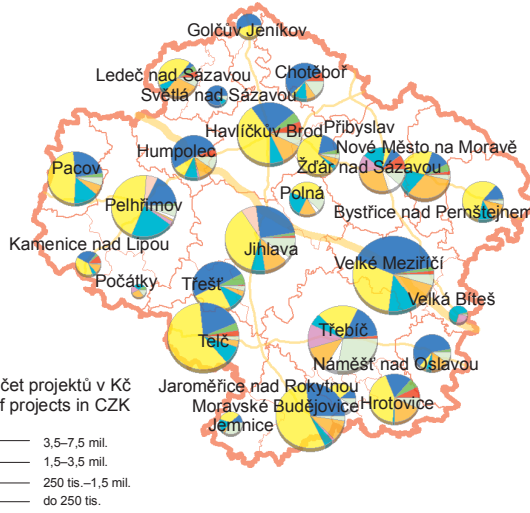 Golčův Jeníkov
Ledeč nad Sázavou
Chotěboř
Světlá nad Sázavou
Havlíčkův Brod
Přibyslav
Humpolec
Nové Město na Moravě
Pacov
Žďár nad Sázavou
Pelhřimov
Polná
Bystřice nad Pernštejnem
Kamenice nad Lipou
Jihlava
Velké Meziříčí
Počátky
Třešť
Velká Bíteš
Telč
Třebíč
Náměšť nad Oslavou
Jaroměřice nad Rokytnou
Moravské Budějovice
Hrotovice
Jemnice
čet projektů v Kč
f projects in CZK
3,5–7,5 mil.
1,5–3,5 mil.
250 tis.–1,5 mil.
do 250 tis.